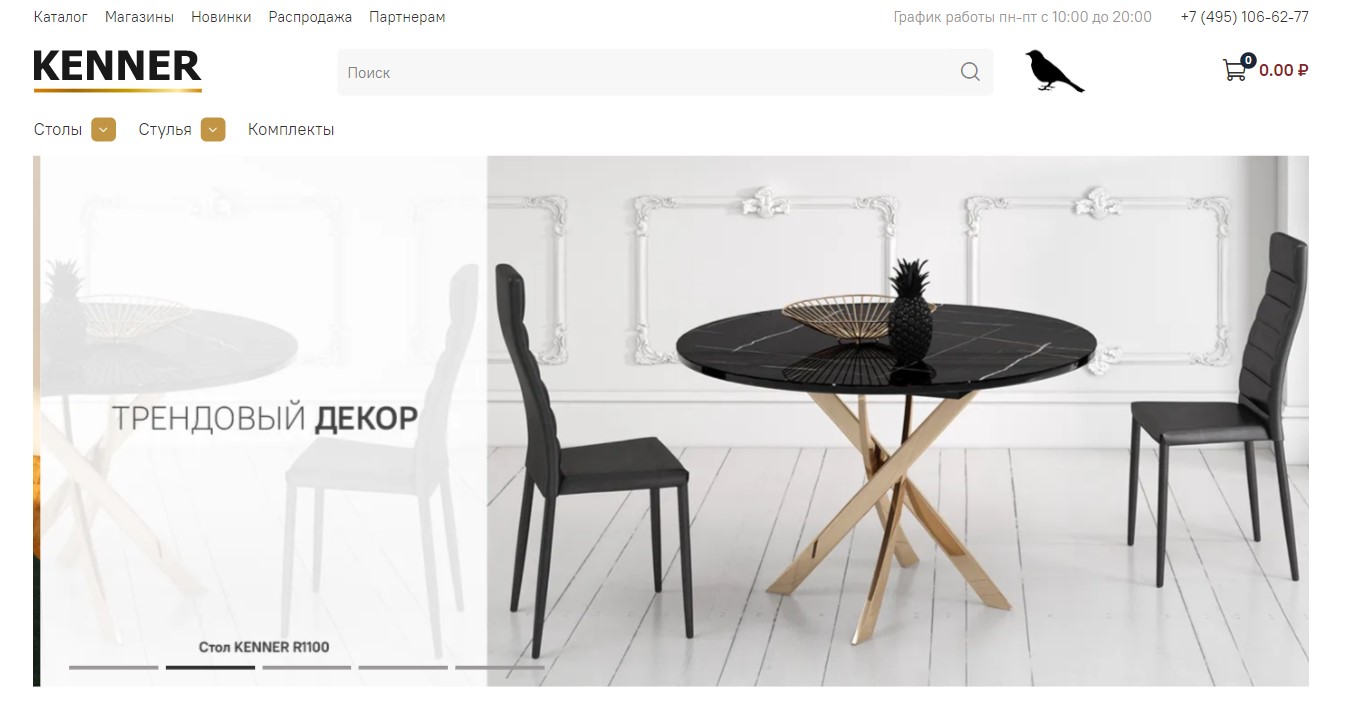 Каталог Магазины Новинки Распродажа Партнерам График работы пн-пт с 10:00 до 20:00 +7 (495) 106-62-77
KENNER Поиск 0 0.00 ₽
Столы Стулья Комплекты
ТРЕНДОВЫЙ ДЕКОР
Стол KENNER R1100